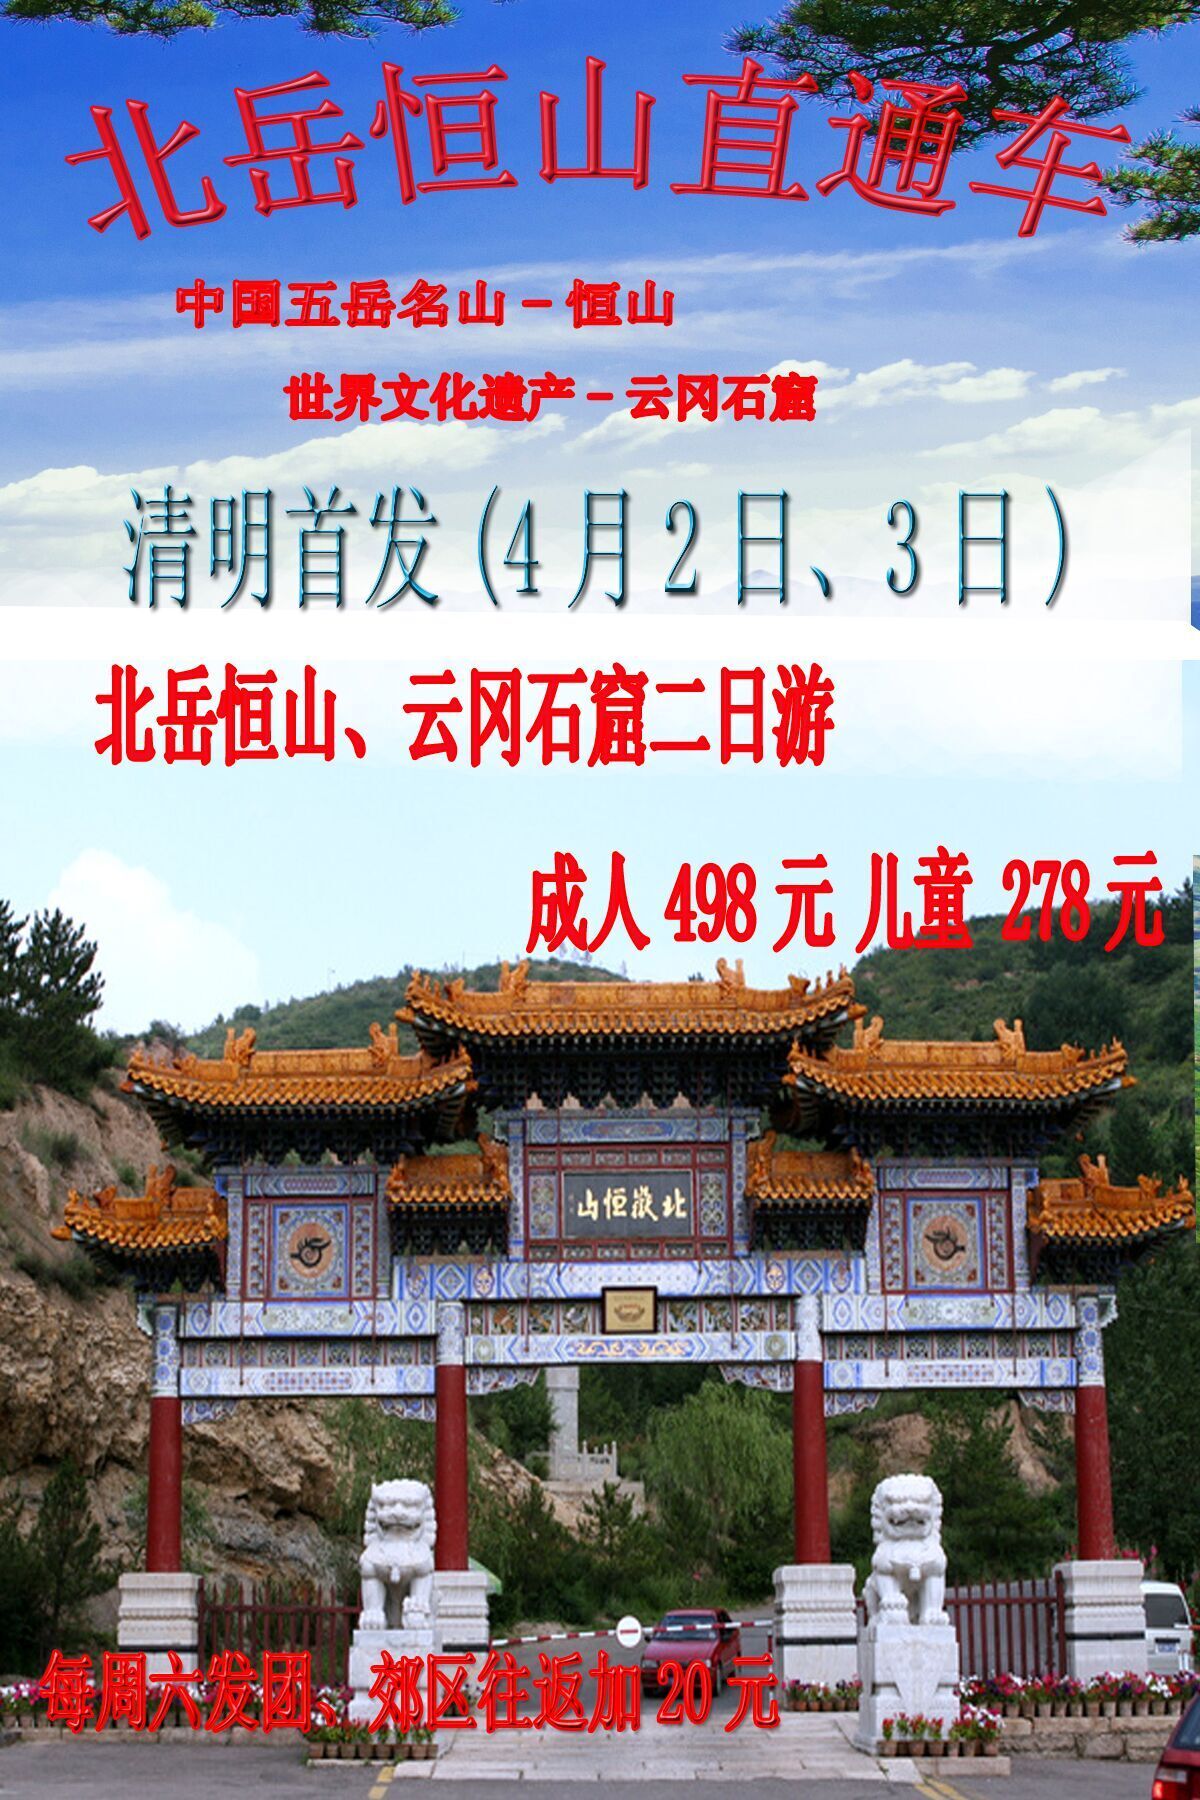 北岳恒山直通车
中国五岳名山-恒山
世界文化遗产-云冈石窟
清明首发(4月2日、3日)
北岳恒山、云冈石窟二日游
成人498元 儿童 278元
山恒嶽北
每周六发团、郊区往返加20元